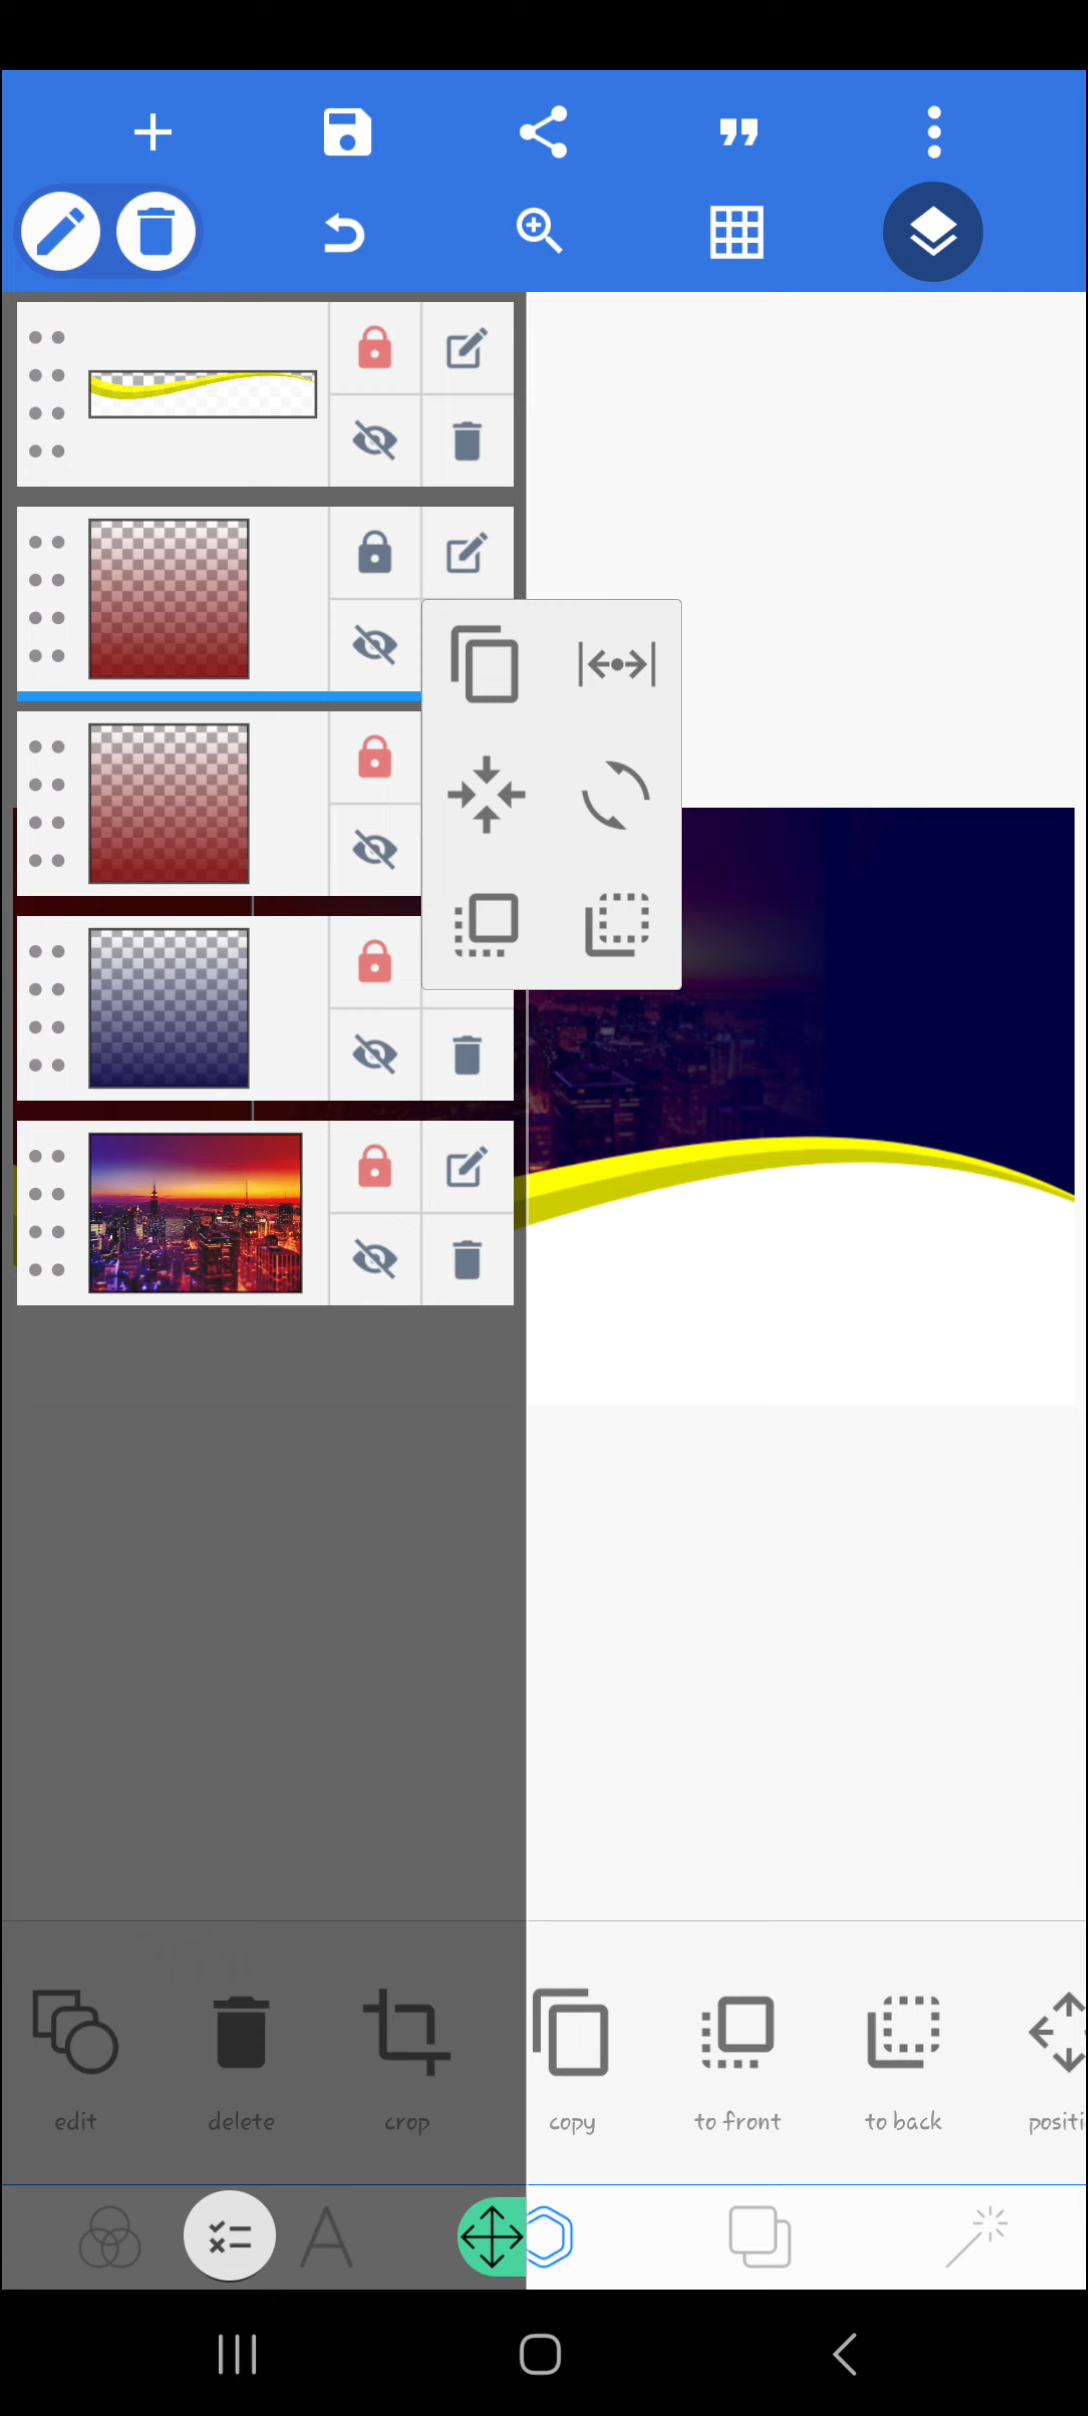 edit
delete
crop
copy
to front
to back
positi